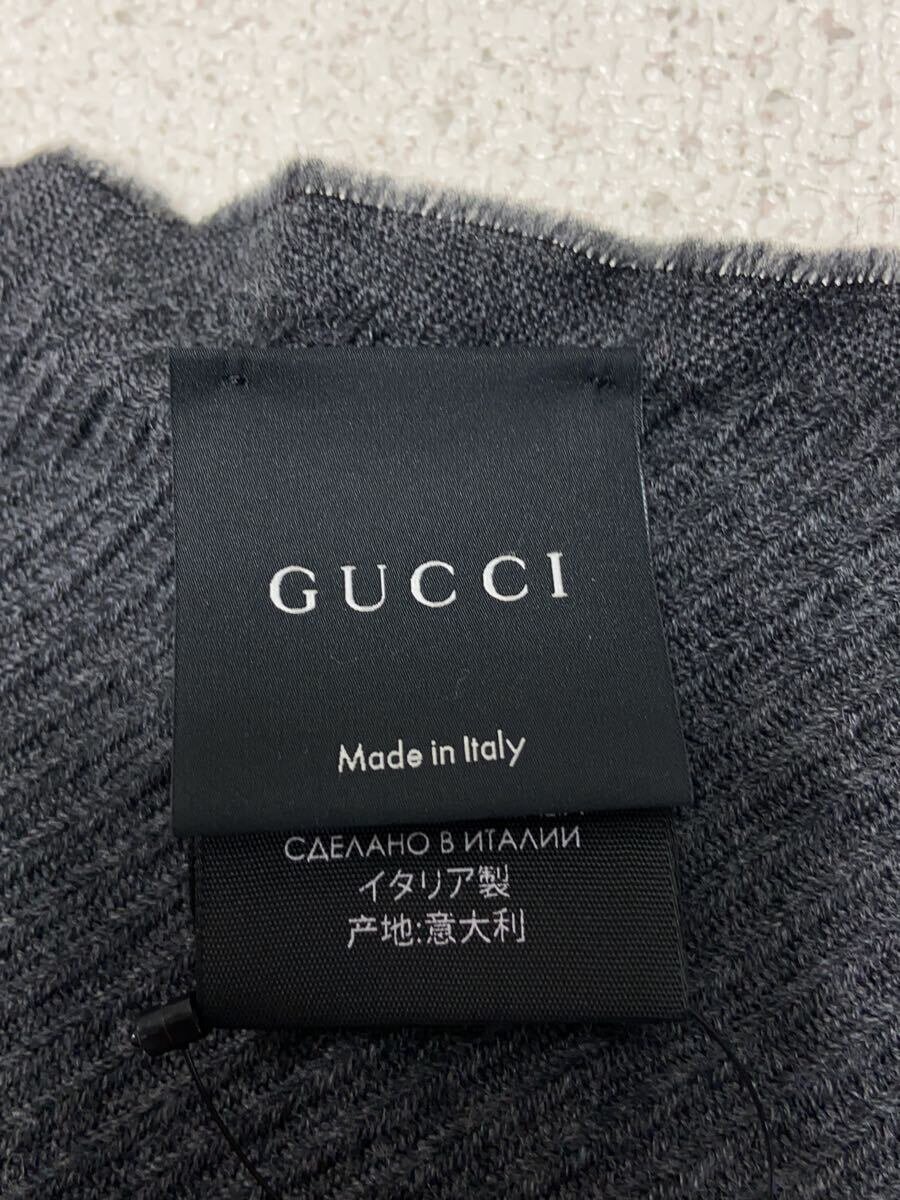 GUCCI
Made in Italy
СДЕЛАНО В ИТАЛИИ
イタリア製
产地:意大利